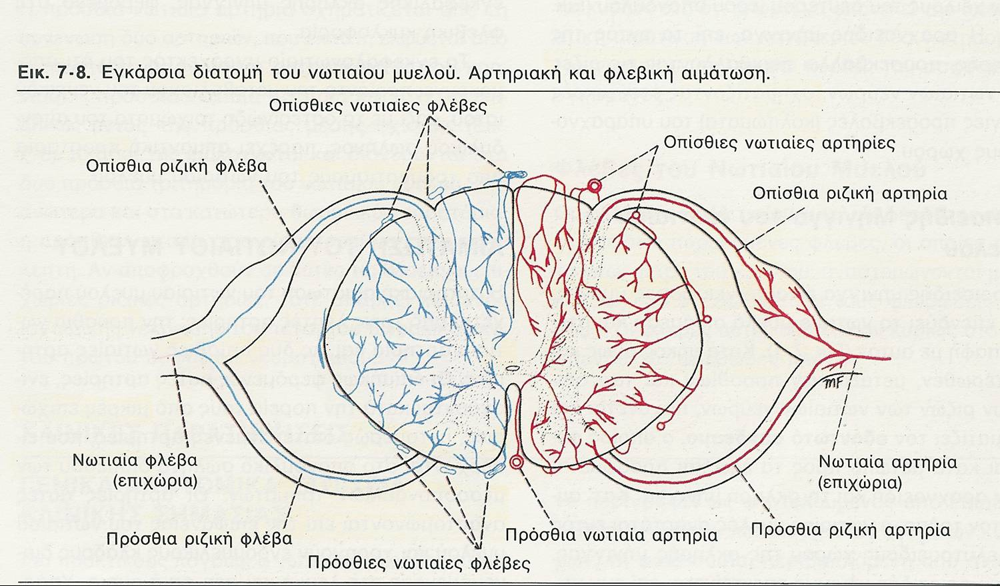 Εικ. 7-8. Εγκάρσια διατομή του νωτιαίου μυελού. Αρτηριακή και φλεβική αιμάτωση.
Οπίσθιες νωτιαίες φλέβες
Οπίσθιες νωτιαίες αρτηρίες
Οπίσθια ριζική φλέβα
Οπίσθια ριζική αρτηρία
mF
Νωτιαία φλέβα
(επιχώρια)
Νωτιαία αρτηρία
(επιχώρια)
Πρόσθια ριζική φλέβα
Πρόσθια νωτιαία αρτηρία
Πρόσθια ριζική αρτηρία
Πρόσθιες νωτιαίες φλέβες